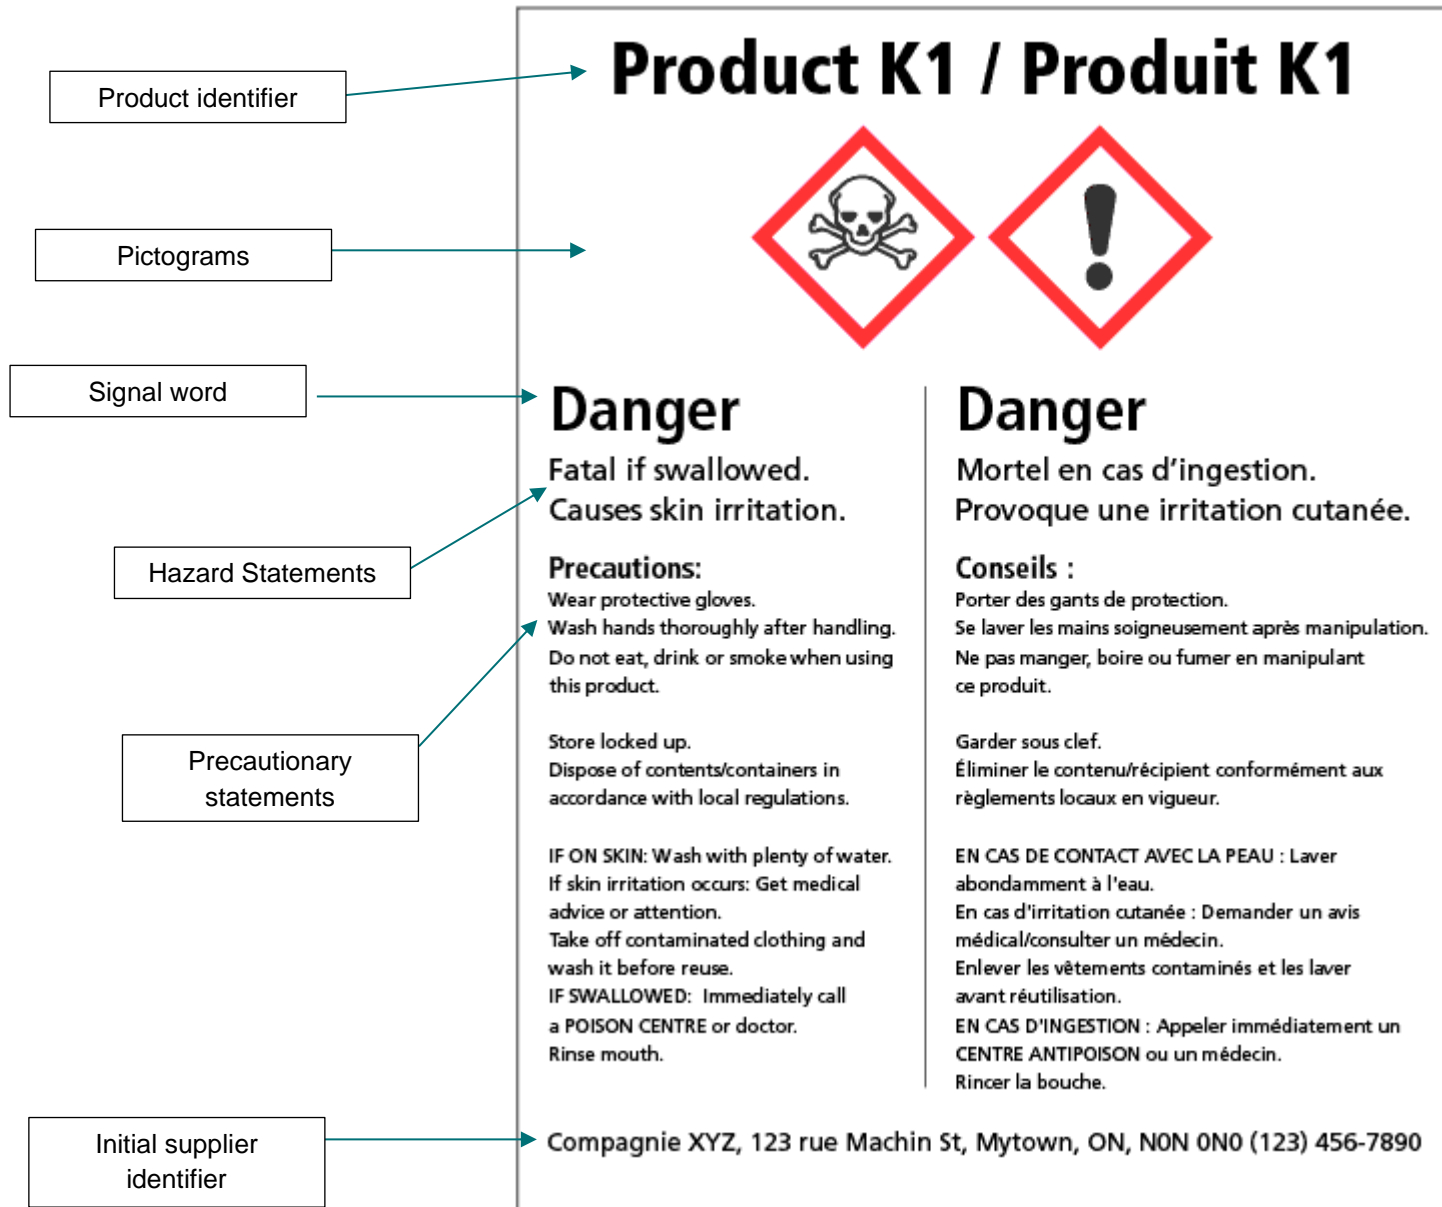 Product K1 / Produit K1
Product identifier
Pictograms
Signal word
Danger
Fatal if swallowed.
Causes skin irritation.
Hazard Statements
Precautions:
Wear protective gloves.
Wash hands thoroughly after handling.
Do not eat, drink or smoke when using
this product.
Precautionary
statements
Store locked up.
Dispose of contents/containers in
accordance with local regulations.
IF ON SKIN: Wash with plenty of water.
If skin irritation occurs: Get medical
advice or attention.
Take off contaminated clothing and
wash it before reuse.
IF SWALLOWED:  Immediately call
a POISON CENTRE or doctor.
Rinse mouth.
Danger
Mortel en cas d’ingestion.
Provoque une irritation cutanée.
Conseils :
Porter des gants de protection.
Se laver les mains soigneusement après manipulation.
Ne pas manger, boire ou fumer en manipulant
ce produit.
Garder sous clef.
Éliminer le contenu/récipient conformément aux
règlements locaux en vigueur.
EN CAS DE CONTACT AVEC LA PEAU : Laver
abondamment à l'eau.
En cas d'irritation cutanée : Demander un avis
médical/consulter un médecin.
Enlever les vêtements contaminés et les laver
avant réutilisation.
EN CAS D'INGESTION : Appeler immédiatement un
CENTRE ANTIPOISON ou un médecin.
Rincer la bouche.
Initial supplier
identifier
Compagnie XYZ, 123 rue Machin St, Mytown, ON, N0N 0N0 (123) 456-7890